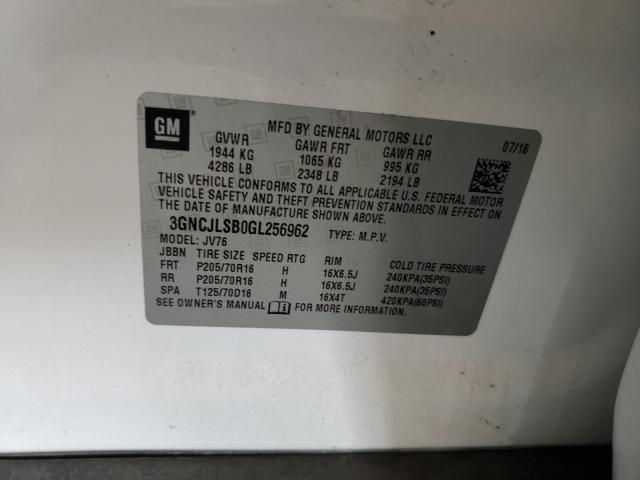 GM
MFD BY GENERAL MOTORS LLC 07/16
GVWR GAWR FRT GAWR RR
1944 KG 1065 KG 995 KG
4286 LB 2348 LB 2194 LB
THIS VEHICLE CONFORMS TO ALL APPLICABLE U.S. FEDERAL MOTOR
VEHICLE SAFETY AND THEFT PREVENTION STANDARDS IN EFFECT ON
THE DATE OF MANUFACTURE SHOWN ABOVE.
3GNCJLSB0GL256962 TYPE: M.P.V.
MODEL: JV76
JBBN TIRE SIZE SPEED RTG RIM COLD TIRE PRESSURE
FRT P205/70R16 H 16X6.5J 240KPA(35PSI)
RR P205/70R16 H 16X6.5J 240KPA(35PSI)
SPA T125/70D16 M 16X4T 420KPA(60PSI)
SEE OWNER'S MANUAL FOR MORE INFORMATION.